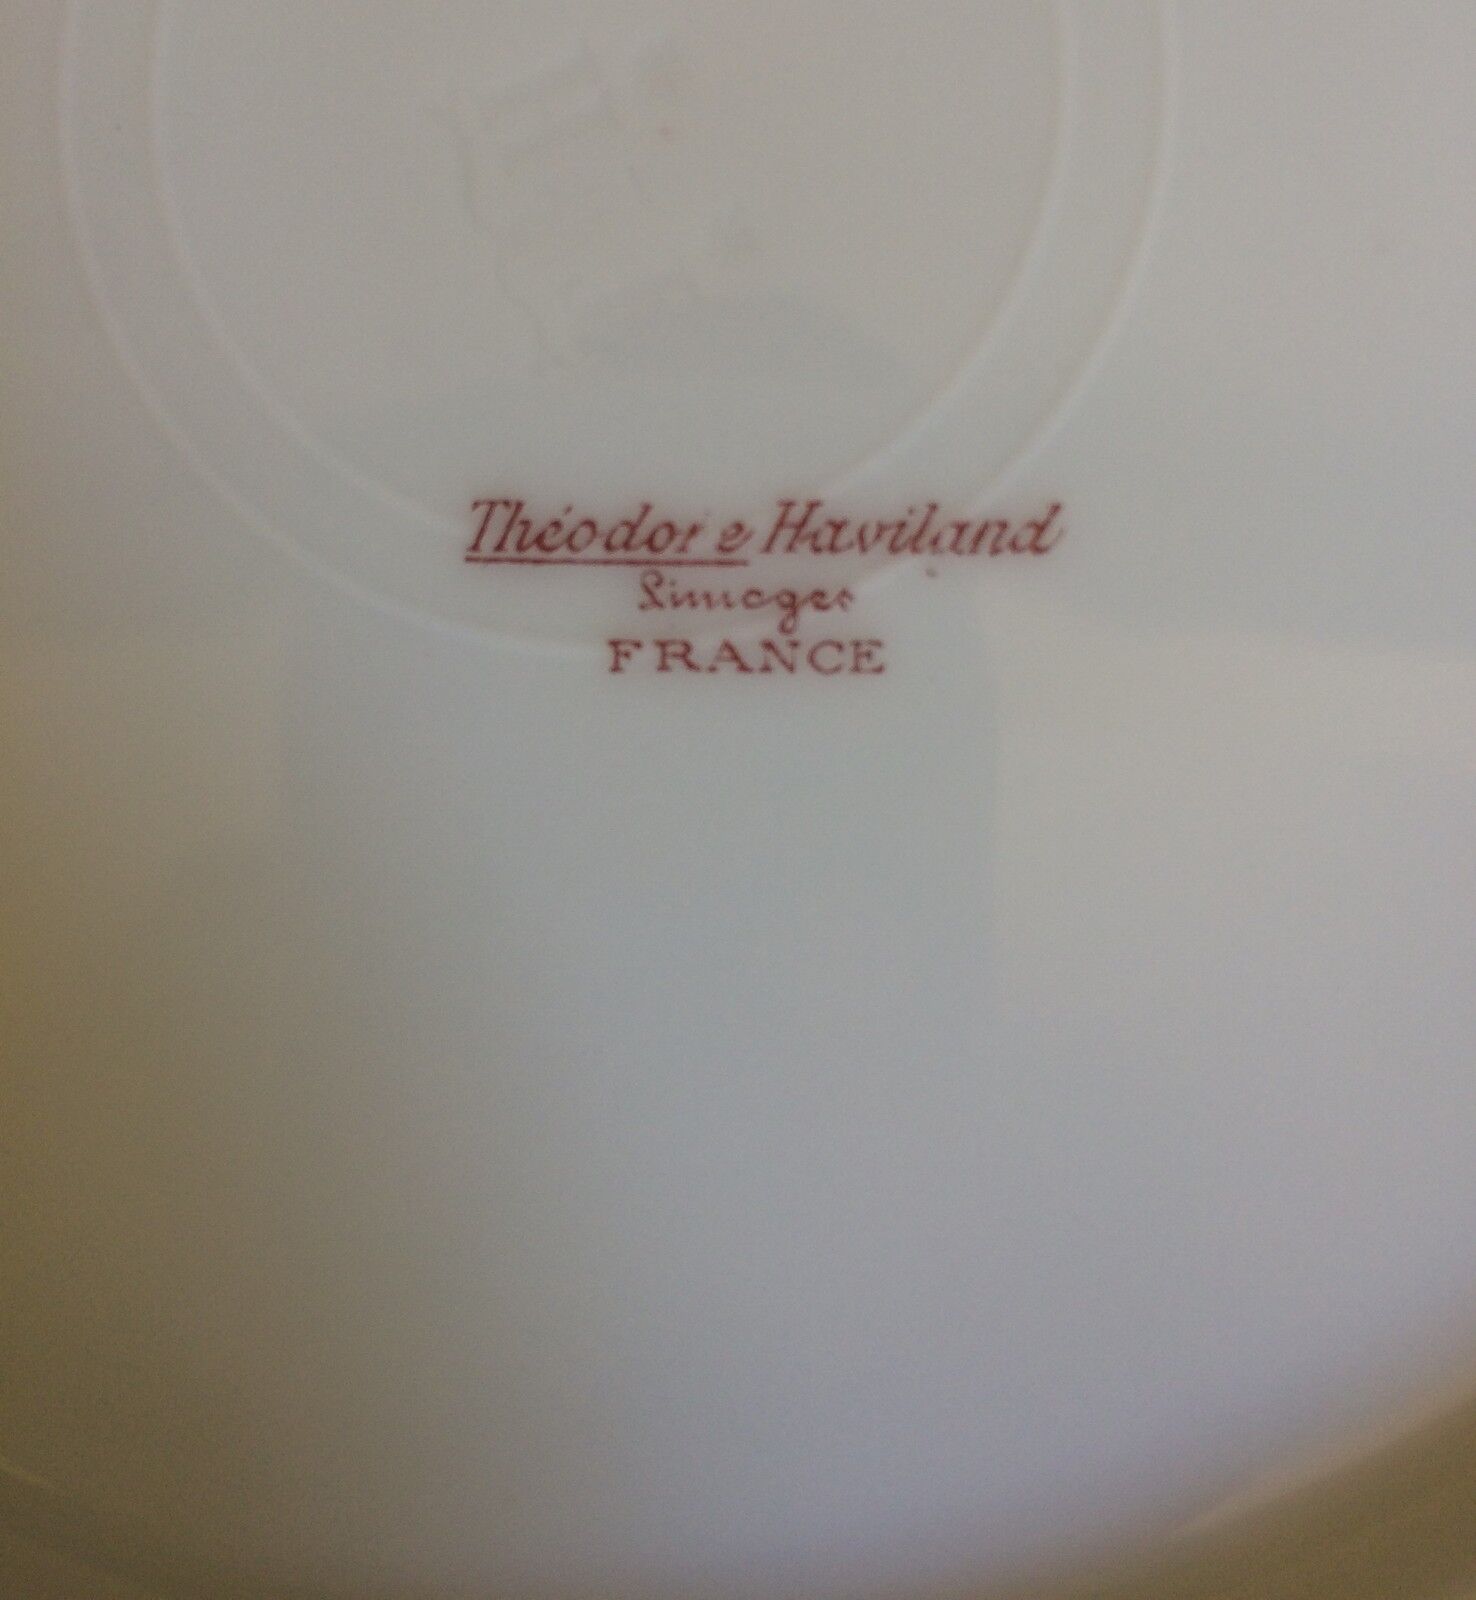 Théodore Haviland
Limoges
FRANCE